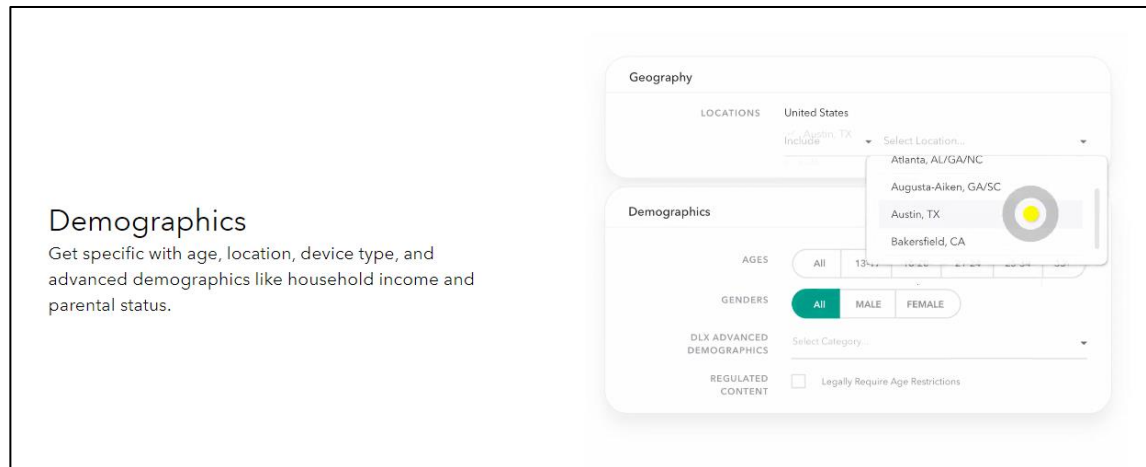 Demographics
Get specific with age, location, device type, and
advanced demographics like household income and
parental status.
Geography
LOCATIONS United States
Austin, TX
Include Select Location...
Atlanta, AL/GA/NC
Augusta-Aiken, GA/SC
Austin, TX
Bakersfield, CA
Demographics
AGES All
GENDERS All MALE FEMALE
DLX ADVANCED
DEMOGRAPHICS
Select Category...
REGULATED
CONTENT
Legally Require Age Restrictions